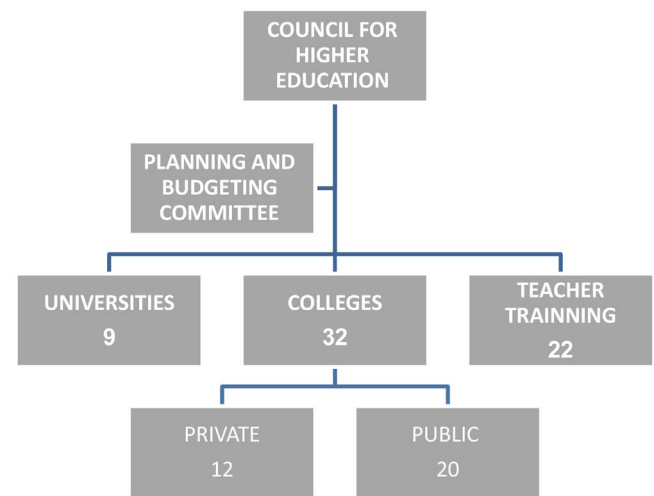 COUNCIL FOR
HIGHER
EDUCATION
PLANNING AND
BUDGETING
COMMITTEE
UNIVERSITIES
9
COLLEGES
32
TEACHER
TRAINNING
22
PRIVATE
12
PUBLIC
20